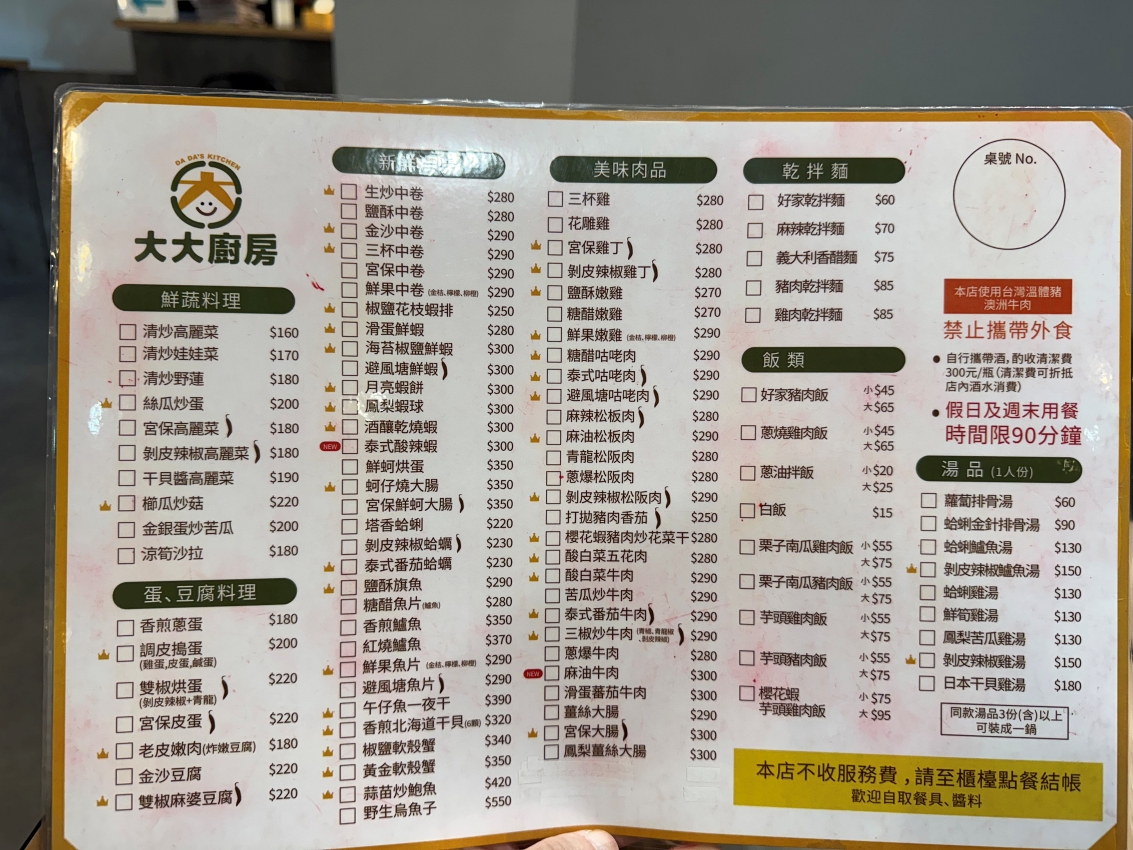 DA DA'S KITCHEN
大大廚房
鮮蔬料理
清炒高麗菜 $160
清炒娃娃菜 $170
清炒野蓮 $180
絲瓜炒蛋 $200
宮保高麗菜 $180
剝皮辣椒高麗菜 $180
干貝醬高麗菜 $190
櫛瓜炒菇 $220
金銀蛋炒苦瓜 $200
涼筍沙拉 $180
蛋、豆腐料理
香煎蔥蛋 $180
調皮搗蛋 $200
(雞蛋,皮蛋,鹹蛋)
雙椒烘蛋 $220
(剝皮辣椒+青龍)
宮保皮蛋 $220
老皮嫩肉(炸嫩豆腐) $180
金沙豆腐 $220
雙椒麻婆豆腐 $220
新鮮
生炒中卷 $280
鹽酥中卷 $280
金沙中卷 $290
三杯中卷 $290
宮保中卷 $290
鮮果中卷 (金桔、檸檬、柳橙) $290
椒鹽花枝蝦排 $250
滑蛋鮮蝦 $280
海苔椒鹽鮮蝦 $300
避風塘鮮蝦 $300
月亮蝦餅 $300
鳳梨蝦球 $300
酒釀乾燒蝦 $300
NEW 泰式酸辣蝦 $300
鮮蚵烘蛋 $350
蚵仔燒大腸 $350
宮保鮮蚵大腸 $350
塔香蛤蜊 $220
剝皮辣椒蛤蠣 $230
泰式番茄蛤蠣 $230
鹽酥旗魚 $290
糖醋魚片(鱸魚) $280
香煎鱸魚 $350
紅燒鱸魚 $370
鮮果魚片 (金桔、檸檬、柳橙) $290
避風塘魚片 $290
午仔魚一夜干 $390
香煎北海道干貝(6顆) $320
椒鹽軟殼蟹 $340
黃金軟殼蟹 $350
蒜苗炒鮑魚 $420
野生烏魚子 $550
美味肉品
三杯雞 $280
花雕雞 $280
宮保雞丁 $280
剝皮辣椒雞丁 $280
鹽酥嫩雞 $270
糖醋嫩雞 $270
鮮果嫩雞 (金桔、檸檬、柳橙) $290
糖醋咕咾肉 $290
泰式咕咾肉 $290
避風塘咕咾肉 $290
麻辣松板肉 $280
麻油松板肉 $290
青龍松阪肉 $280
蔥爆松阪肉 $280
剝皮辣椒松阪肉 $290
打拋豬肉香茄 $250
櫻花蝦豬肉炒花菜干 $280
酸白菜五花肉 $280
酸白菜牛肉 $290
苦瓜炒牛肉 $290
泰式番茄牛肉 $290
三椒炒牛肉 (青椒、青龍椒、剝皮辣椒) $290
蔥爆牛肉 $280
NEW 麻油牛肉 $300
滑蛋蕃茄牛肉 $300
薑絲大腸 $290
宮保大腸 $300
鳳梨薑絲大腸 $300
乾拌麵
好家乾拌麵 $60
麻辣乾拌麵 $70
義大利香醋麵 $75
豬肉乾拌麵 $85
雞肉乾拌麵 $85
飯類
好家豬肉飯 小$45
大$65
蔥燒雞肉飯 小$45
大$65
蔥油拌飯 小$20
大$25
白飯 $15
栗子南瓜雞肉飯 小$55
大$75
栗子南瓜豬肉飯 小$55
大$75
芋頭雞肉飯 小$55
大$75
芋頭豬肉飯 小$55
大$75
櫻花蝦 小$75
芋頭雞肉飯 大$95
桌號 No.
本店使用台灣溫體豬
澳洲牛肉
禁止攜帶外食
● 自行攜帶酒,酌收清潔費
300元/瓶(清潔費可折抵
店內酒水消費)
● 假日及週末用餐
時間限90分鐘
湯品 (1人份)
蘿蔔排骨湯 $60
蛤蜊金針排骨湯 $90
蛤蜊鱸魚湯 $130
剝皮辣椒鱸魚湯 $150
蛤蜊雞湯 $130
鮮筍雞湯 $130
鳳梨苦瓜雞湯 $130
剝皮辣椒雞湯 $150
日本干貝雞湯 $180
同款湯品3份(含)以上
可裝成一鍋
本店不收服務費,請至櫃檯點餐結帳
歡迎自取餐具、醬料